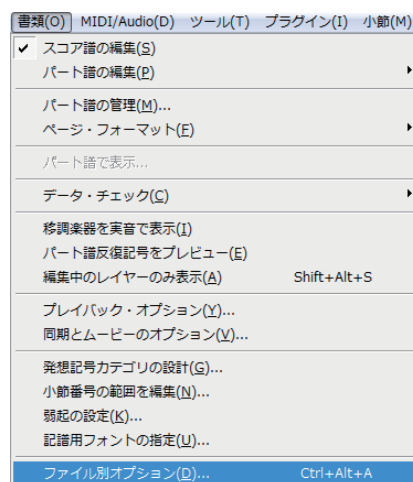 書類(O) MIDI/Audio(D) ツール(T) プラグイン(I) 小節(M)
スコア譜の編集(S)
パート譜の編集(P)
パート譜の管理(M)...
ページ・フォーマット(F)
パート譜で表示...
データ・チェック(C)
移調楽器を実音で表示(I)
パート譜反復記号をプレビュー(E)
編集中のレイヤーのみ表示(A) Shift+Alt+S
プレイバック・オプション(Y)...
同期とムービーのオプション(V)...
発想記号カテゴリの設計(G)...
小節番号の範囲を編集(N)...
弱起の設定(K)...
記譜用フォントの指定(U)...
ファイル別オプション(D)... Ctrl+Alt+A